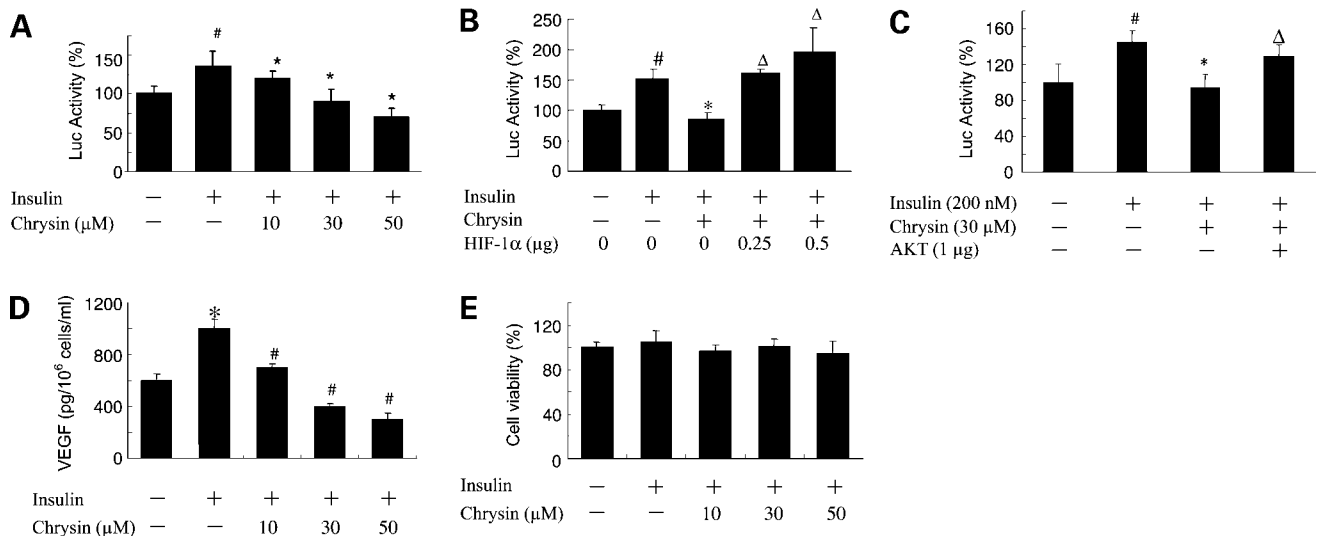 A
Luc Activity (%)
150
100
50
0
#
*
*
*
Insulin – + + + +
Chrysin (μM) – – 10 30 50
B
Luc Activity (%)
250
200
150
100
50
0
#
*
Δ
Δ
Insulin – + + + +
Chrysin – – + + +
HIF-1α (μg) 0 0 0 0.25 0.5
C
Luc Activity (%)
160
120
80
40
0
#
*
Δ
Insulin (200 nM) – + + +
Chrysin (30 μM) – – + +
AKT (1 μg) – – – +
D
VEGF (pg/10⁶ cells/ml)
1200
800
400
0
*
#
#
#
Insulin – + + + +
Chrysin (μM) – – 10 30 50
E
Cell viability (%)
120
80
40
0
Insulin – + + + +
Chrysin (μM) – – 10 30 50